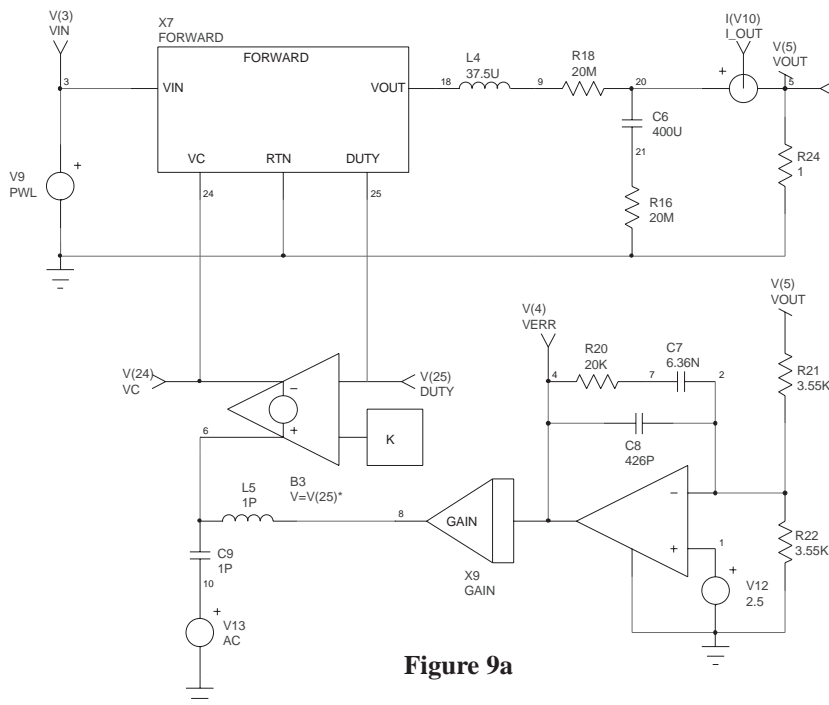 V(3)
VIN
X7
FORWARD
I(V10)
I_OUT
V(5)
VOUT
FORWARD
L4
37.5U
R18
20M
3
VIN
VOUT
18
9
20
5
C6
400U
VC
RTN
DUTY
21
V9
PWL
24
25
R16
20M
R24
1
V(4)
VERR
V(5)
VOUT
R20
20K
C7
6.36N
V(24)
VC
V(25)
DUTY
4
7
2
R21
3.55K
6
K
C8
426P
B3
V=V(25)*
L5
1P
8
GAIN
R22
3.55K
1
C9
1P
X9
GAIN
V12
2.5
10
V13
AC
Figure 9a